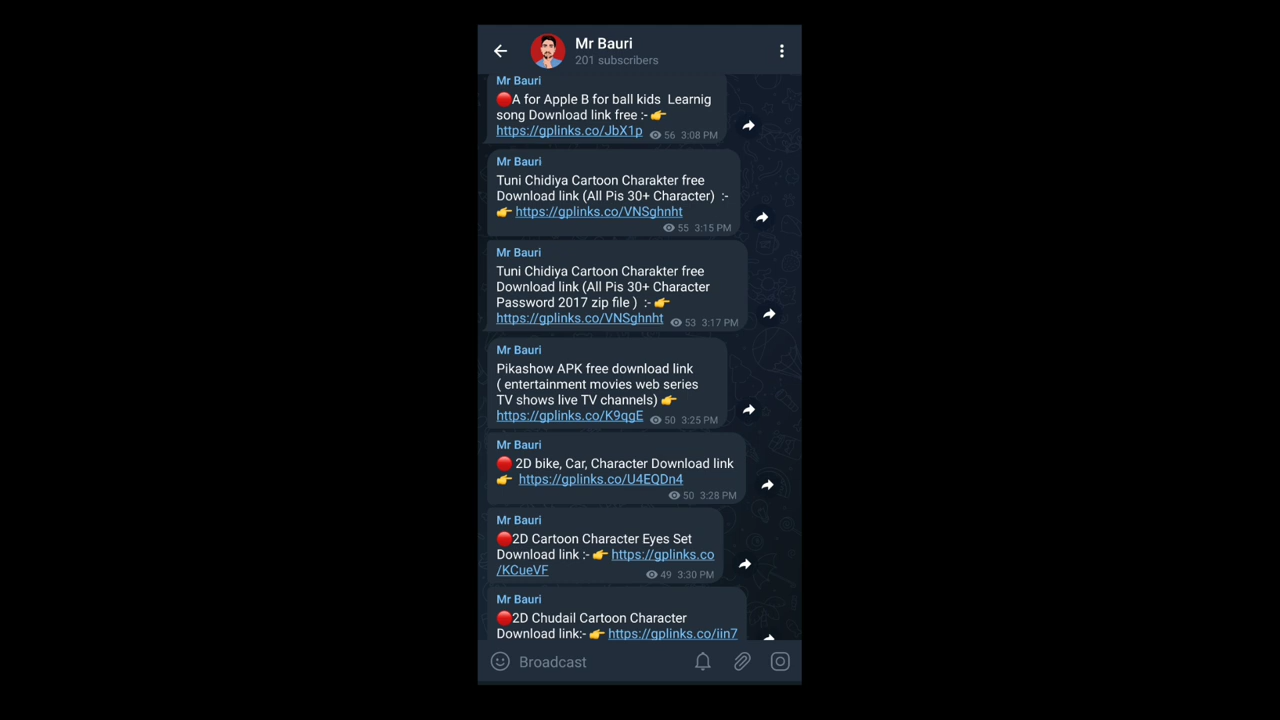 Mr Bauri
201 subscribers
Mr Bauri
🔴A for Apple B for ball kids Learnig
song Download link free :- 👉
https://gplinks.co/JbX1p 56 3:08 PM
Mr Bauri
Tuni Chidiya Cartoon Charakter free
Download link (All Pis 30+ Character) :-
👉 https://gplinks.co/VNSghnht
55 3:15 PM
Mr Bauri
Tuni Chidiya Cartoon Charakter free
Download link (All Pis 30+ Character
Password 2017 zip file ) :- 👉
https://gplinks.co/VNSghnht 53 3:17 PM
Mr Bauri
Pikashow APK free download link
( entertainment movies web series
TV shows live TV channels) 👉
https://gplinks.co/K9qgE 50 3:25 PM
Mr Bauri
🔴 2D bike, Car, Character Download link
👉 https://gplinks.co/U4EQDn4
50 3:28 PM
Mr Bauri
🔴2D Cartoon Character Eyes Set
Download link :- 👉 https://gplinks.co
/KCueVF 49 3:30 PM
Mr Bauri
🔴2D Chudail Cartoon Character
Download link:- 👉 https://gplinks.co/iin7
Broadcast